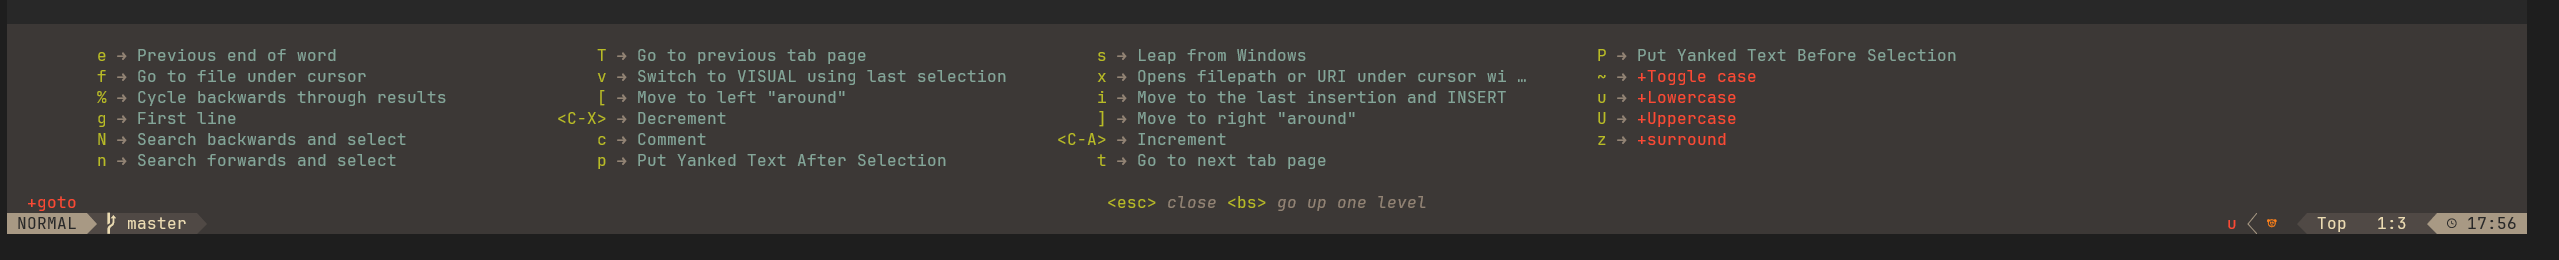 e → Previous end of word T → Go to previous tab page s → Leap from Windows P → Put Yanked Text Before Selection
f → Go to file under cursor v → Switch to VISUAL using last selection x → Opens filepath or URI under cursor wi … ~ → +Toggle case
% → Cycle backwards through results [ → Move to left "around" i → Move to the last insertion and INSERT u → +Lowercase
g → First line <C-X> → Decrement ] → Move to right "around" U → +Uppercase
N → Search backwards and select c → Comment <C-A> → Increment z → +surround
n → Search forwards and select p → Put Yanked Text After Selection t → Go to next tab page
+goto <esc> close <bs> go up one level
NORMAL master u Top 1:3 17:56